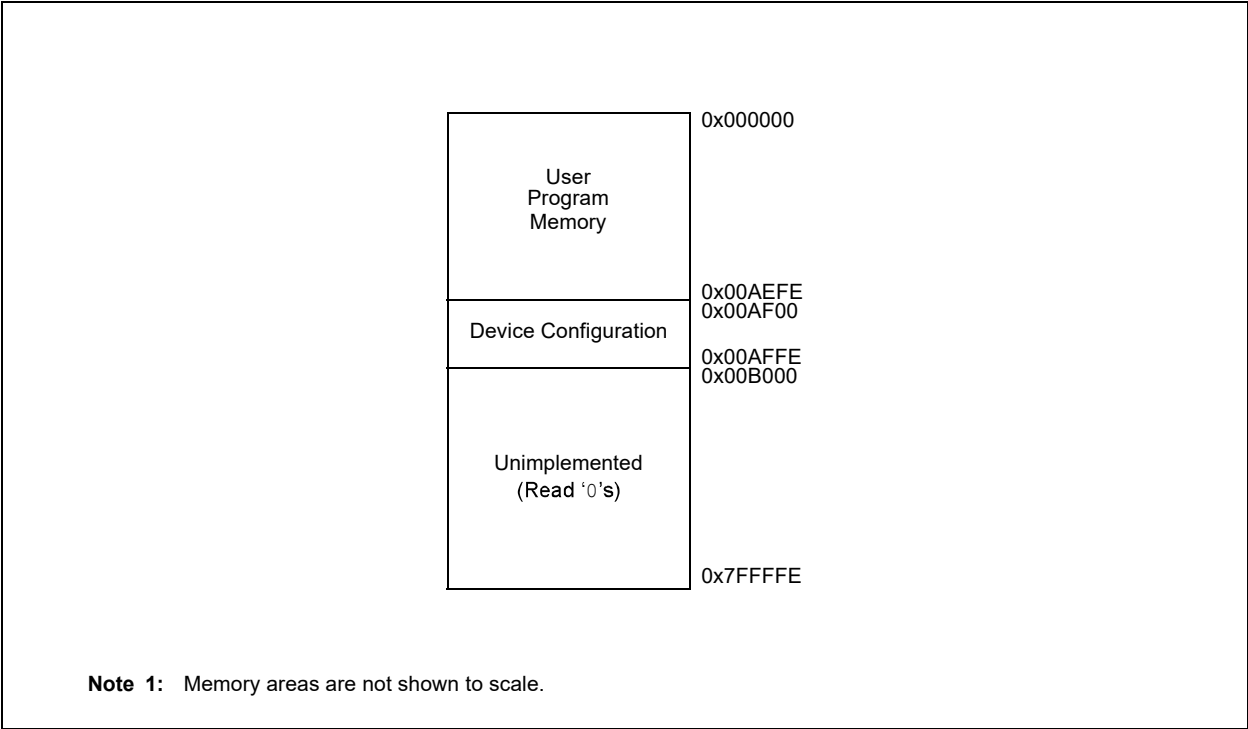 0x000000
User
Program
Memory
0x00AEFE
0x00AF00
Device Configuration
0x00AFFE
0x00B000
Unimplemented
(Read ‘0’s)
0x7FFFFE
Note 1: Memory areas are not shown to scale.